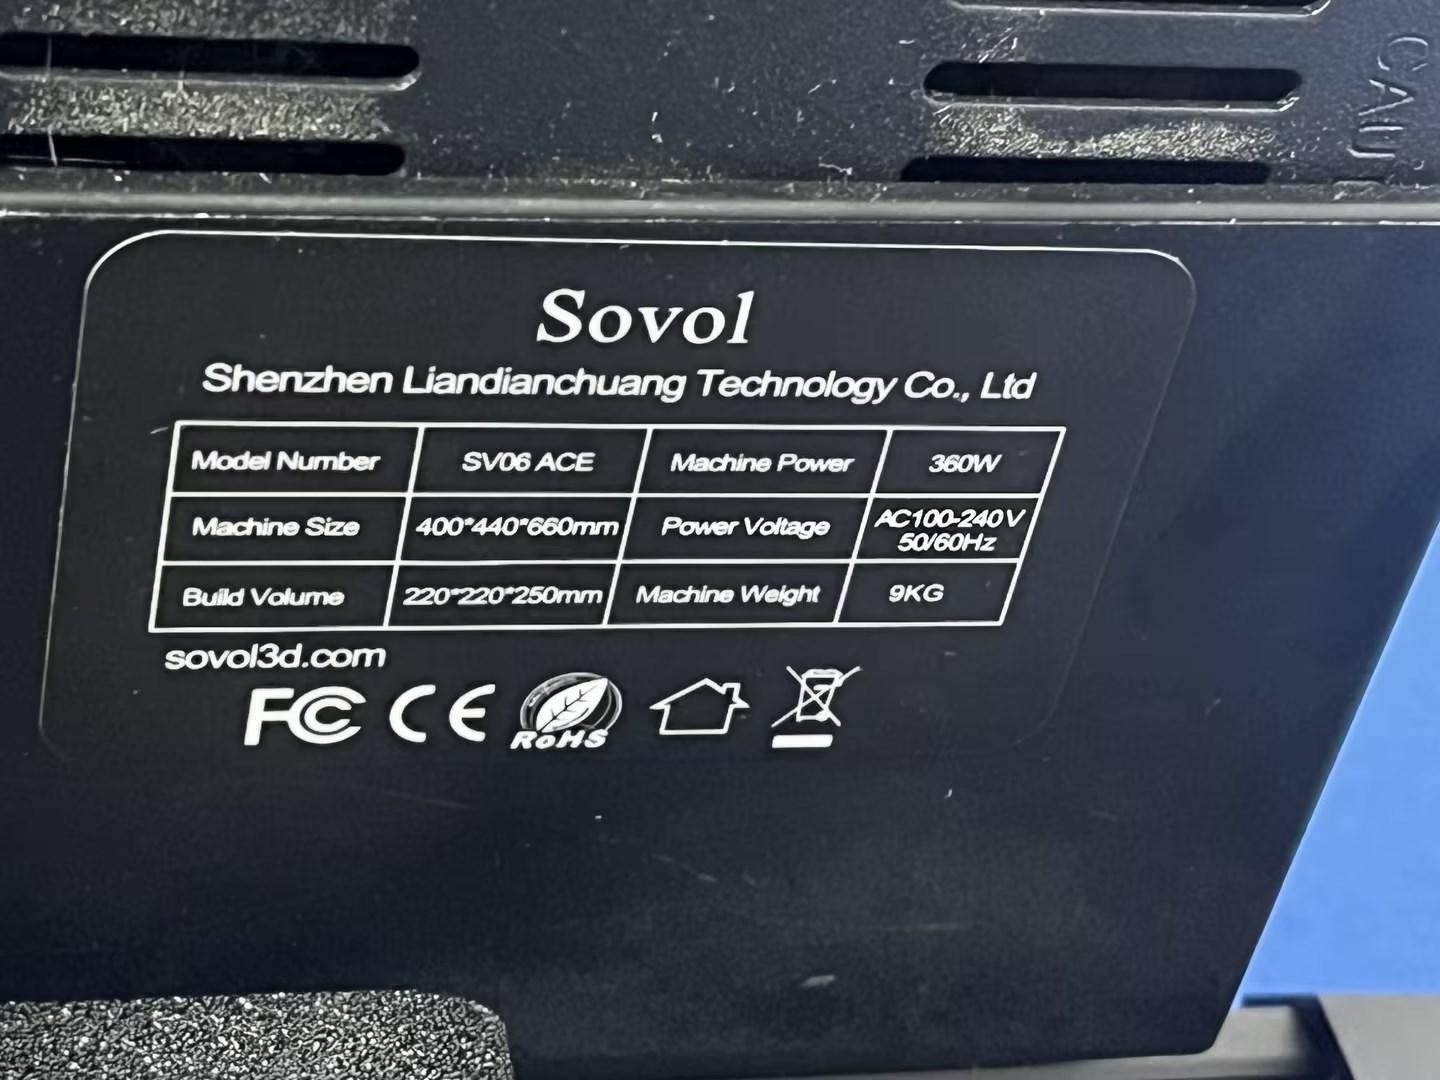 CAU
Sovol
Shenzhen Liandianchuang Technology Co., Ltd
Model Number SV06 ACE Machine Power 360W
Machine Size 400*440*660mm Power Voltage AC100-240V 50/60Hz
Build Volume 220*220*250mm Machine Weight 9KG
sovol3d.com
FC CE RoHS